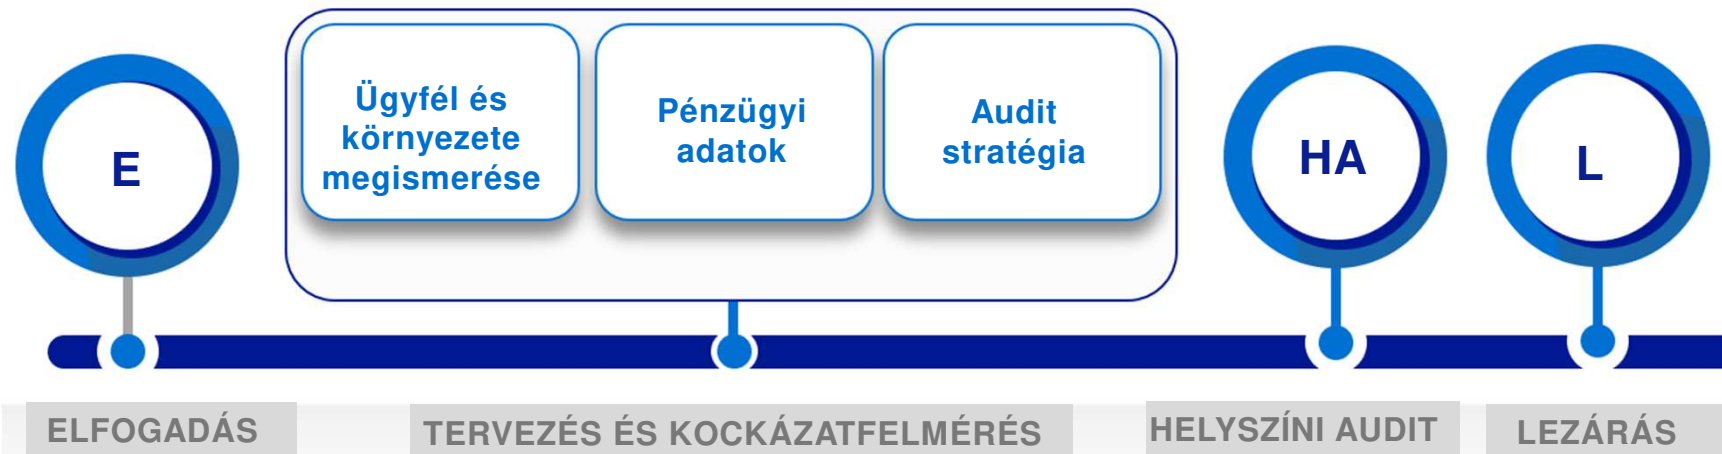 E
Ügyfél és
környezete
megismerése
Pénzügyi
adatok
Audit
stratégia
HA
L
ELFOGADÁS
TERVEZÉS ÉS KOCKÁZATFELMÉRÉS
HELYSZÍNI AUDIT
LEZÁRÁS